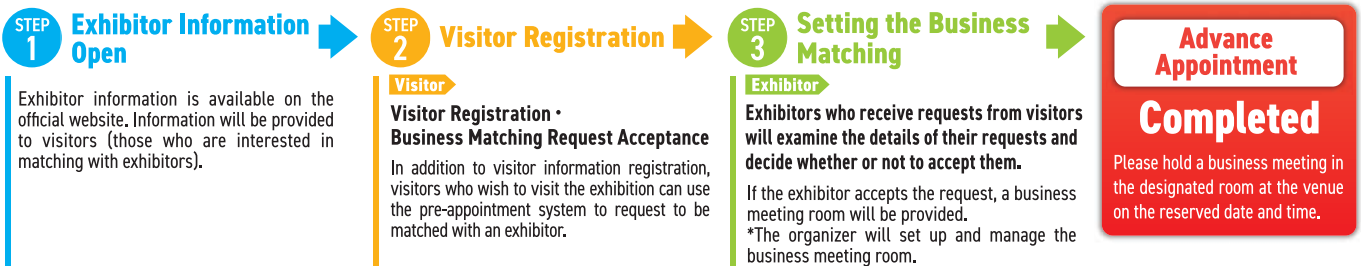 STEP
1
Exhibitor Information
Open
Exhibitor information is available on the
official website. Information will be provided
to visitors (those who are interested in
matching with exhibitors).
STEP
2
Visitor Registration
Visitor
Visitor Registration・
Business Matching Request Acceptance
In addition to visitor information registration,
visitors who wish to visit the exhibition can use
the pre-appointment system to request to be
matched with an exhibitor.
STEP
3
Setting the Business
Matching
Exhibitor
Exhibitors who receive requests from visitors
will examine the details of their requests and
decide whether or not to accept them.
If the exhibitor accepts the request, a business
meeting room will be provided.
*The organizer will set up and manage the
business meeting room.
Advance
Appointment
Completed
Please hold a business meeting in
the designated room at the venue
on the reserved date and time.